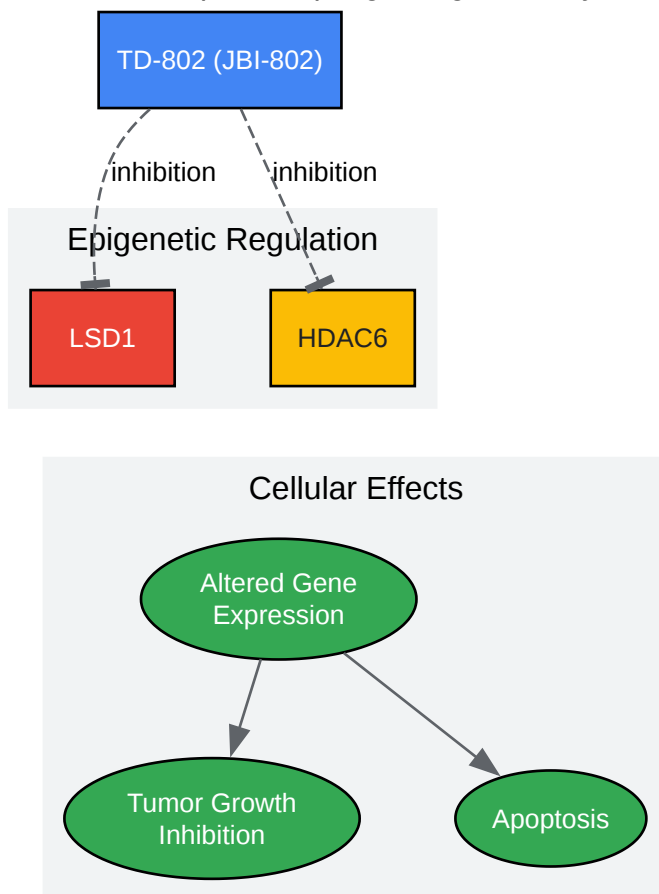 TD-802 (JBI-802)
inhibition
inhibition
Epigenetic Regulation
LSD1
HDAC6
Cellular Effects
Altered Gene
Expression
Tumor Growth
Inhibition
Apoptosis